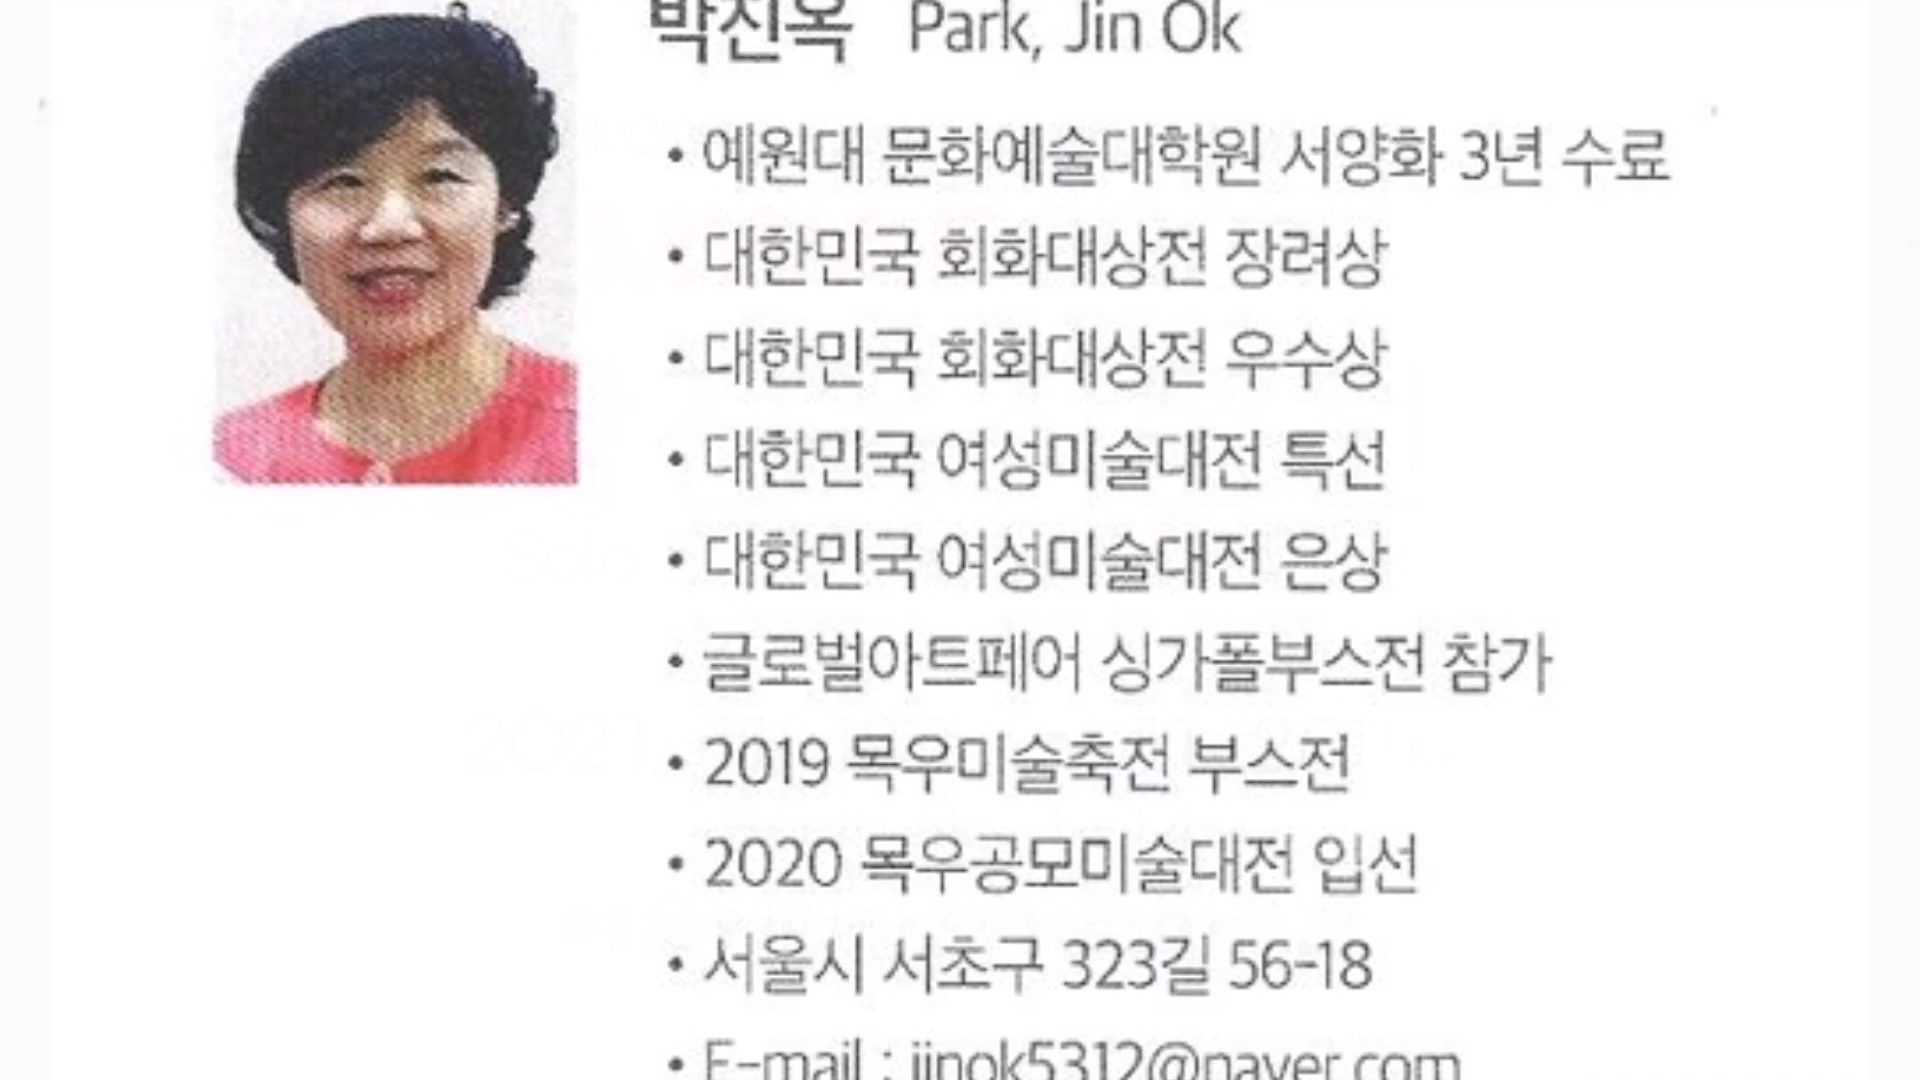 박진옥 Park, Jin Ok
• 예원대 문화예술대학원 서양화 3년 수료
• 대한민국 회화대상전 장려상
• 대한민국 회화대상전 우수상
• 대한민국 여성미술대전 특선
• 대한민국 여성미술대전 은상
• 글로벌아트페어 싱가폴부스전 참가
• 2019 목우미술축전 부스전
• 2020 목우공모미술대전 입선
• 서울시 서초구 323길 56-18
• E-mail : jinok5312@naver.com